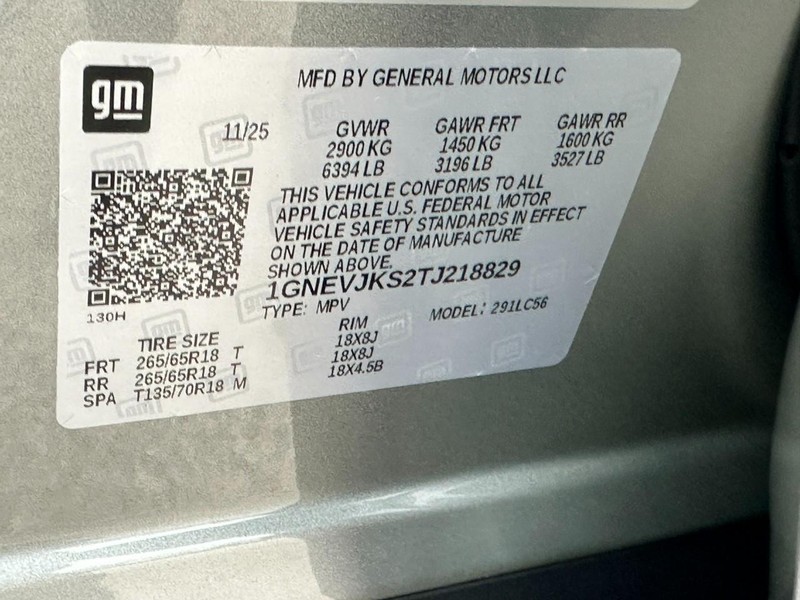 gm
MFD BY GENERAL MOTORS LLC
11/25 GVWR GAWR FRT GAWR RR
2900 KG 1450 KG 1600 KG
6394 LB 3196 LB 3527 LB
THIS VEHICLE CONFORMS TO ALL
APPLICABLE U.S. FEDERAL MOTOR
VEHICLE SAFETY STANDARDS IN EFFECT
ON THE DATE OF MANUFACTURE
SHOWN ABOVE.
1GNEVJKS2TJ218829
130H
TYPE: MPV MODEL: 291LC56
TIRE SIZE RIM
FRT 265/65R18 T 18X8J
RR 265/65R18 T 18X8J
SPA T135/70R18 M 18X4.5B